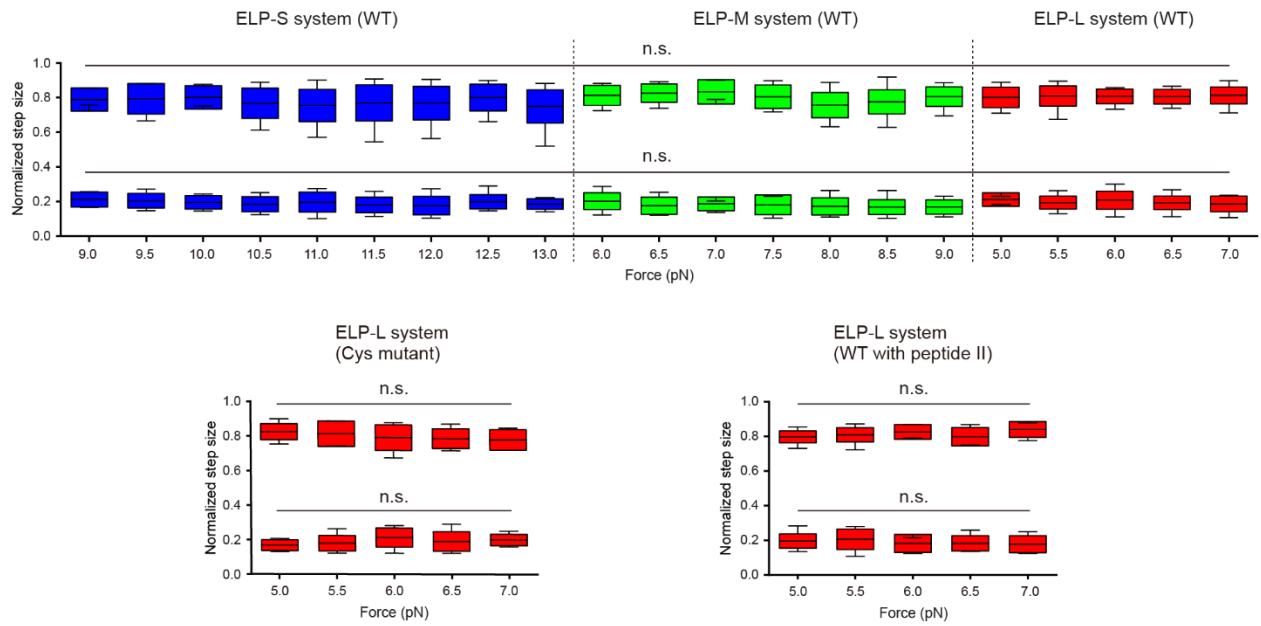 ELP-S system (WT) ELP-M system (WT) ELP-L system (WT)
n.s.
1.0
0.8
0.6
n.s.
0.4
0.2
0.0
Normalized step size
9.0 9.5 10.0 10.5 11.0 11.5 12.0 12.5 13.0 6.0 6.5 7.0 7.5 8.0 8.5 9.0 5.0 5.5 6.0 6.5 7.0
Force (pN)
ELP-L system
(Cys mutant)
n.s.
1.0
0.8
0.6
n.s.
0.4
0.2
0.0
Normalized step size
5.0 5.5 6.0 6.5 7.0
Force (pN)
ELP-L system
(WT with peptide II)
n.s.
1.0
0.8
0.6
n.s.
0.4
0.2
0.0
Normalized step size
5.0 5.5 6.0 6.5 7.0
Force (pN)